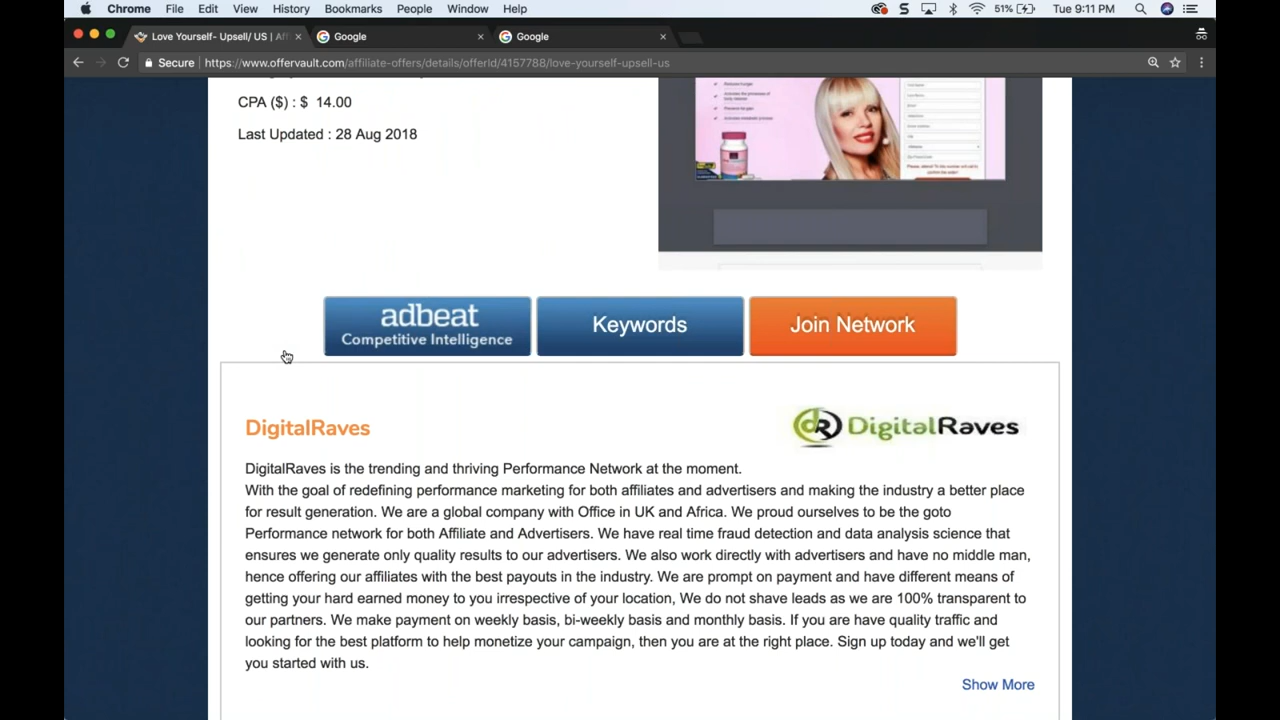 Chrome File Edit View History Bookmarks People Window Help 51% Tue 9:11 PM
Love Yourself- Upsell/ US | Aff Google Google
Secure https://www.offervault.com/affiliate-offers/details/offerId/4157788/love-yourself-upsell-us
CPA ($) : $ 14.00
Last Updated : 28 Aug 2018
adbeat
Competitive Intelligence
Keywords
Join Network
DigitalRaves
dR DigitalRaves
DigitalRaves is the trending and thriving Performance Network at the moment.
With the goal of redefining performance marketing for both affiliates and advertisers and making the industry a better place
for result generation. We are a global company with Office in UK and Africa. We proud ourselves to be the goto
Performance network for both Affiliate and Advertisers. We have real time fraud detection and data analysis science that
ensures we generate only quality results to our advertisers. We also work directly with advertisers and have no middle man,
hence offering our affiliates with the best payouts in the industry. We are prompt on payment and have different means of
getting your hard earned money to you irrespective of your location, We do not shave leads as we are 100% transparent to
our partners. We make payment on weekly basis, bi-weekly basis and monthly basis. If you are have quality traffic and
looking for the best platform to help monetize your campaign, then you are at the right place. Sign up today and we'll get
you started with us.
Show More